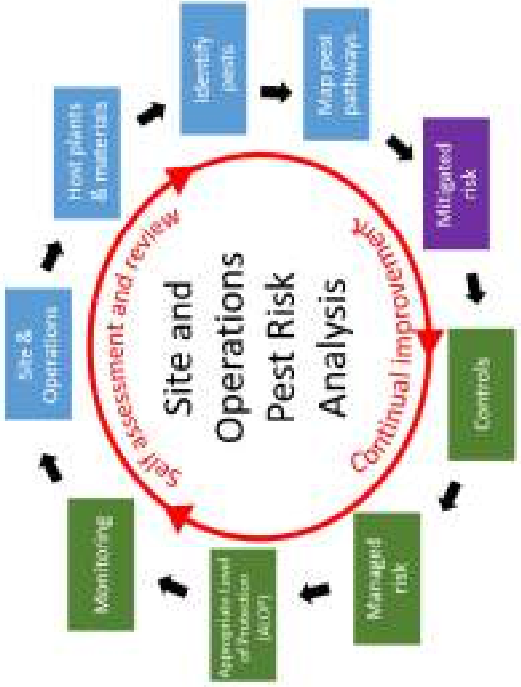 Site &
Operations
Host plants
& materials
Identify
pests
Map pest
pathways
Mitigated
risk
Controls
Managed
risk
Appropriate Level
of Protection
(ALOP)
Monitoring
Self assessment and review
Continual improvement
Site and
Operations
Pest Risk
Analysis